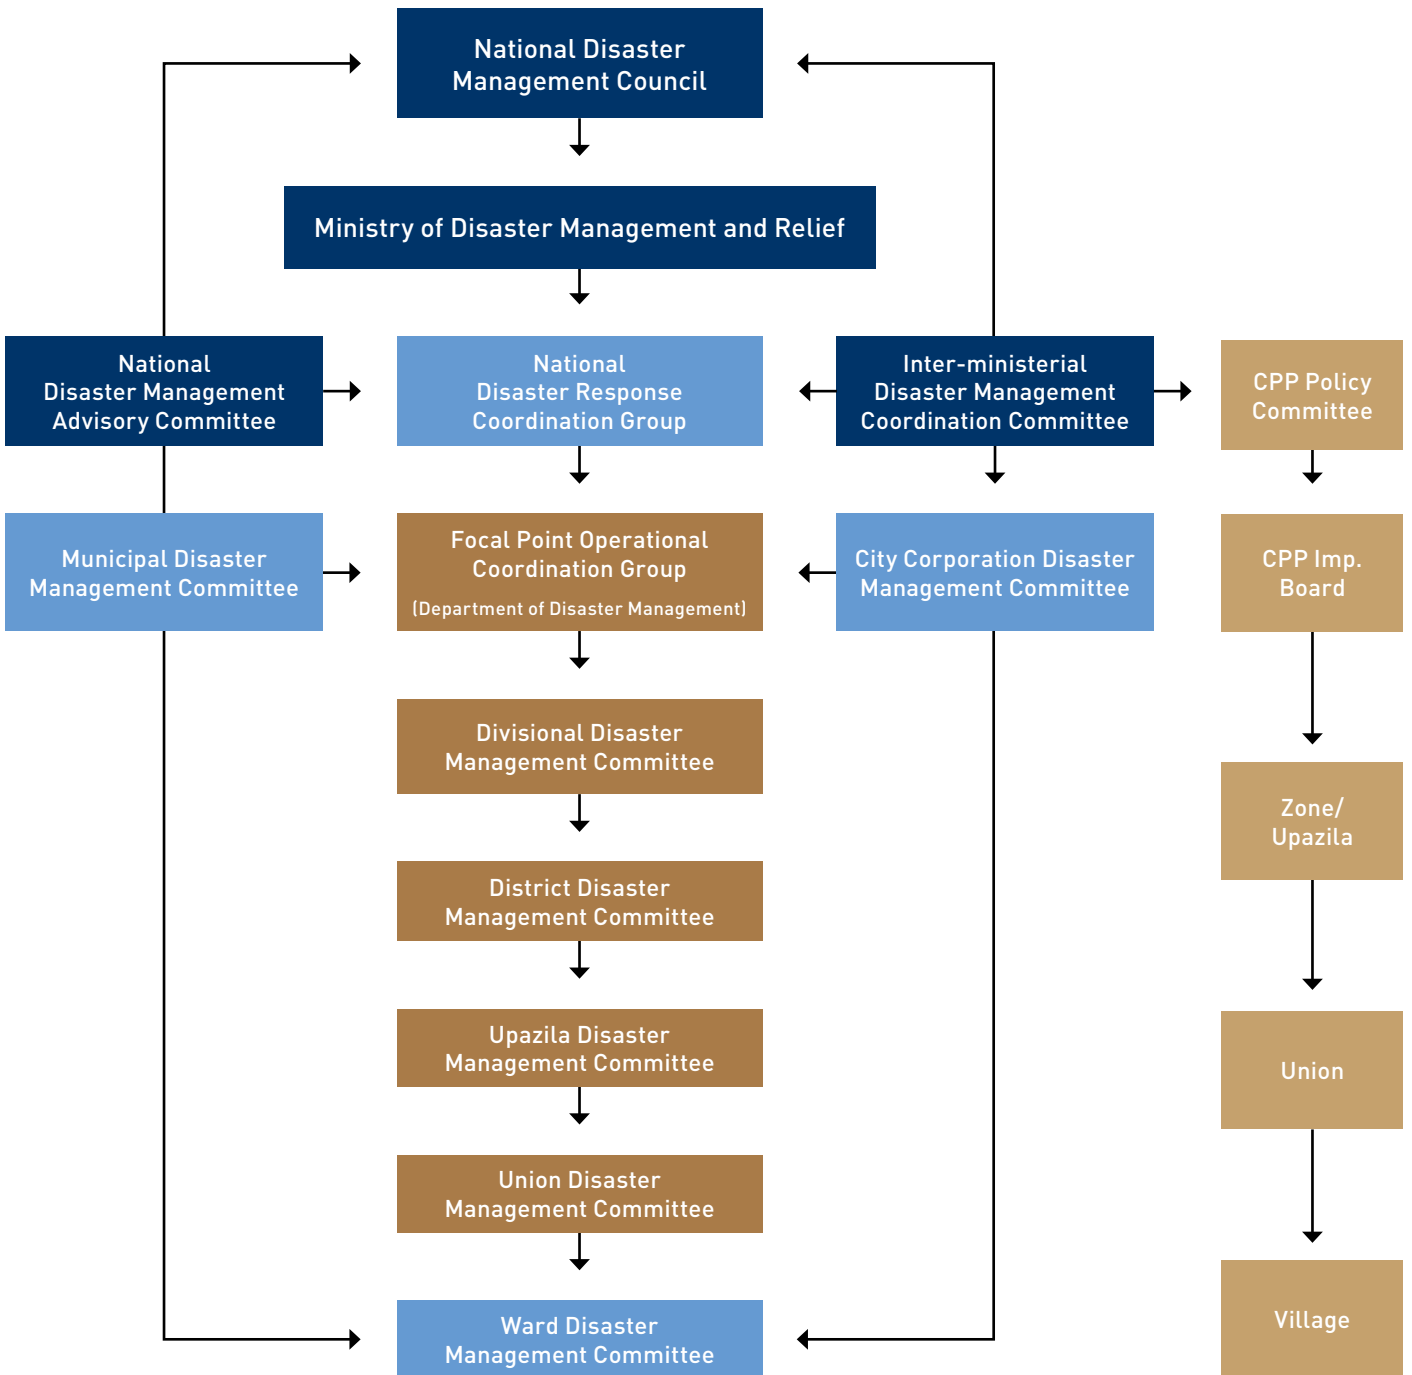 National Disaster
Management Council
Ministry of Disaster Management and Relief
National
Disaster Management
Advisory Committee
National
Disaster Response
Coordination Group
Inter-ministerial
Disaster Management
Coordination Committee
CPP Policy
Committee
Municipal Disaster
Management Committee
Focal Point Operational
Coordination Group
(Department of Disaster Management)
City Corporation Disaster
Management Committee
CPP Imp.
Board
Divisional Disaster
Management Committee
Zone/
Upazila
District Disaster
Management Committee
Upazila Disaster
Management Committee
Union
Union Disaster
Management Committee
Ward Disaster
Management Committee
Village